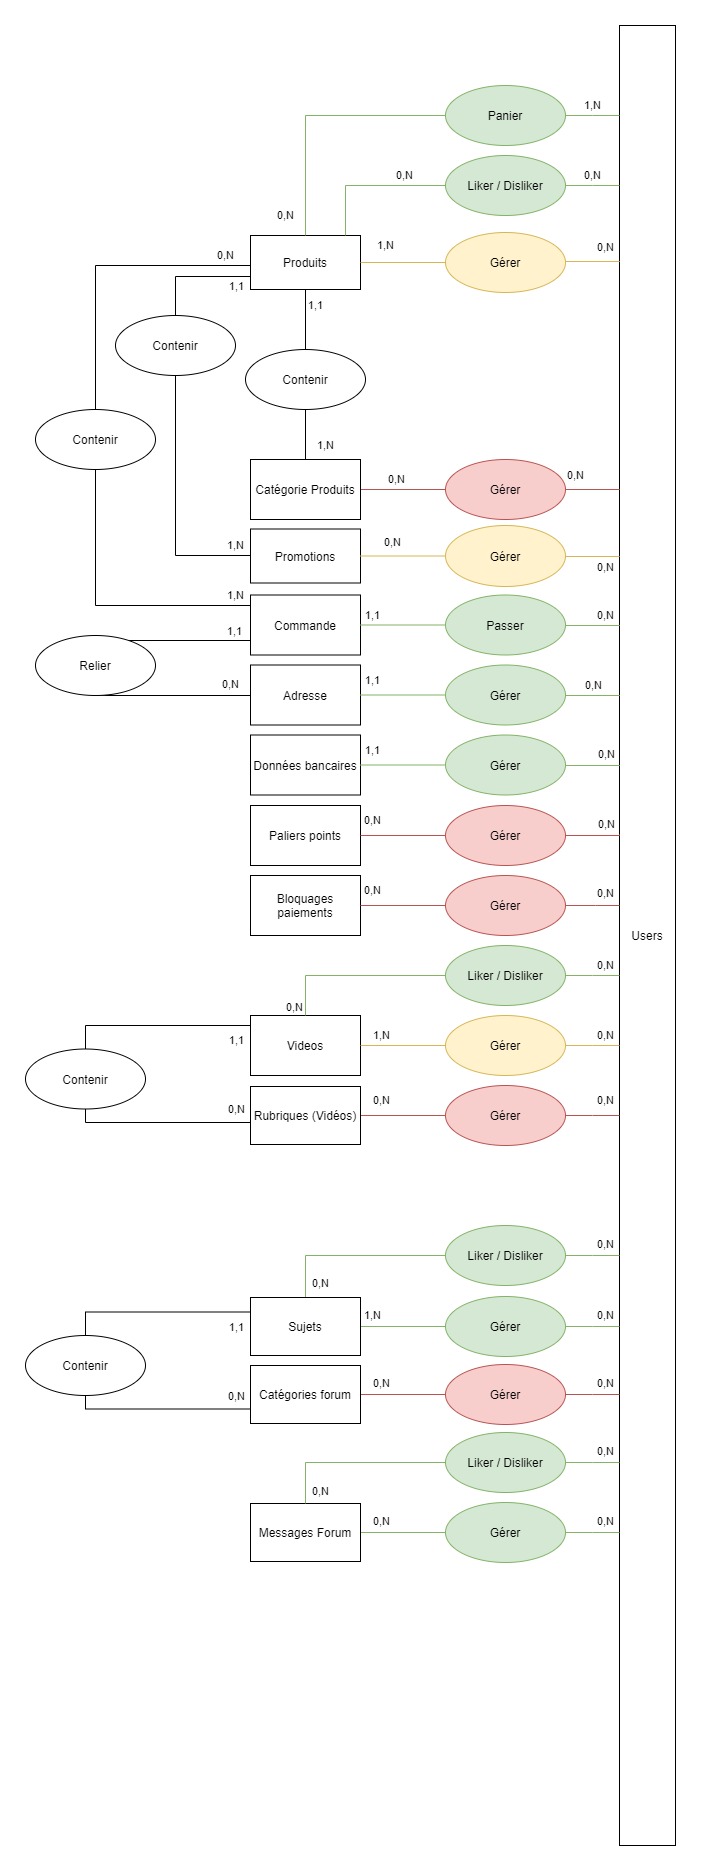 Panier
1,N
0,N
Liker / Disliker
0,N
0,N
0,N
Produits
1,N
Gérer
0,N
0,N
1,1
1,1
Contenir
Contenir
Contenir
1,N
Catégorie Produits
0,N
Gérer
0,N
1,N
Promotions
0,N
Gérer
0,N
1,N
Commande
1,1
Passer
0,N
1,1
Relier
0,N
Adresse
1,1
Gérer
0,N
Données bancaires
1,1
Gérer
0,N
Paliers points
0,N
Gérer
0,N
Bloquages
paiements
0,N
Gérer
0,N
Users
Liker / Disliker
0,N
0,N
Videos
1,N
Gérer
0,N
1,1
Contenir
0,N
Rubriques (Vidéos)
0,N
Gérer
0,N
Liker / Disliker
0,N
0,N
Sujets
1,N
Gérer
0,N
1,1
Contenir
0,N
Catégories forum
0,N
Gérer
0,N
Liker / Disliker
0,N
0,N
Messages Forum
0,N
Gérer
0,N